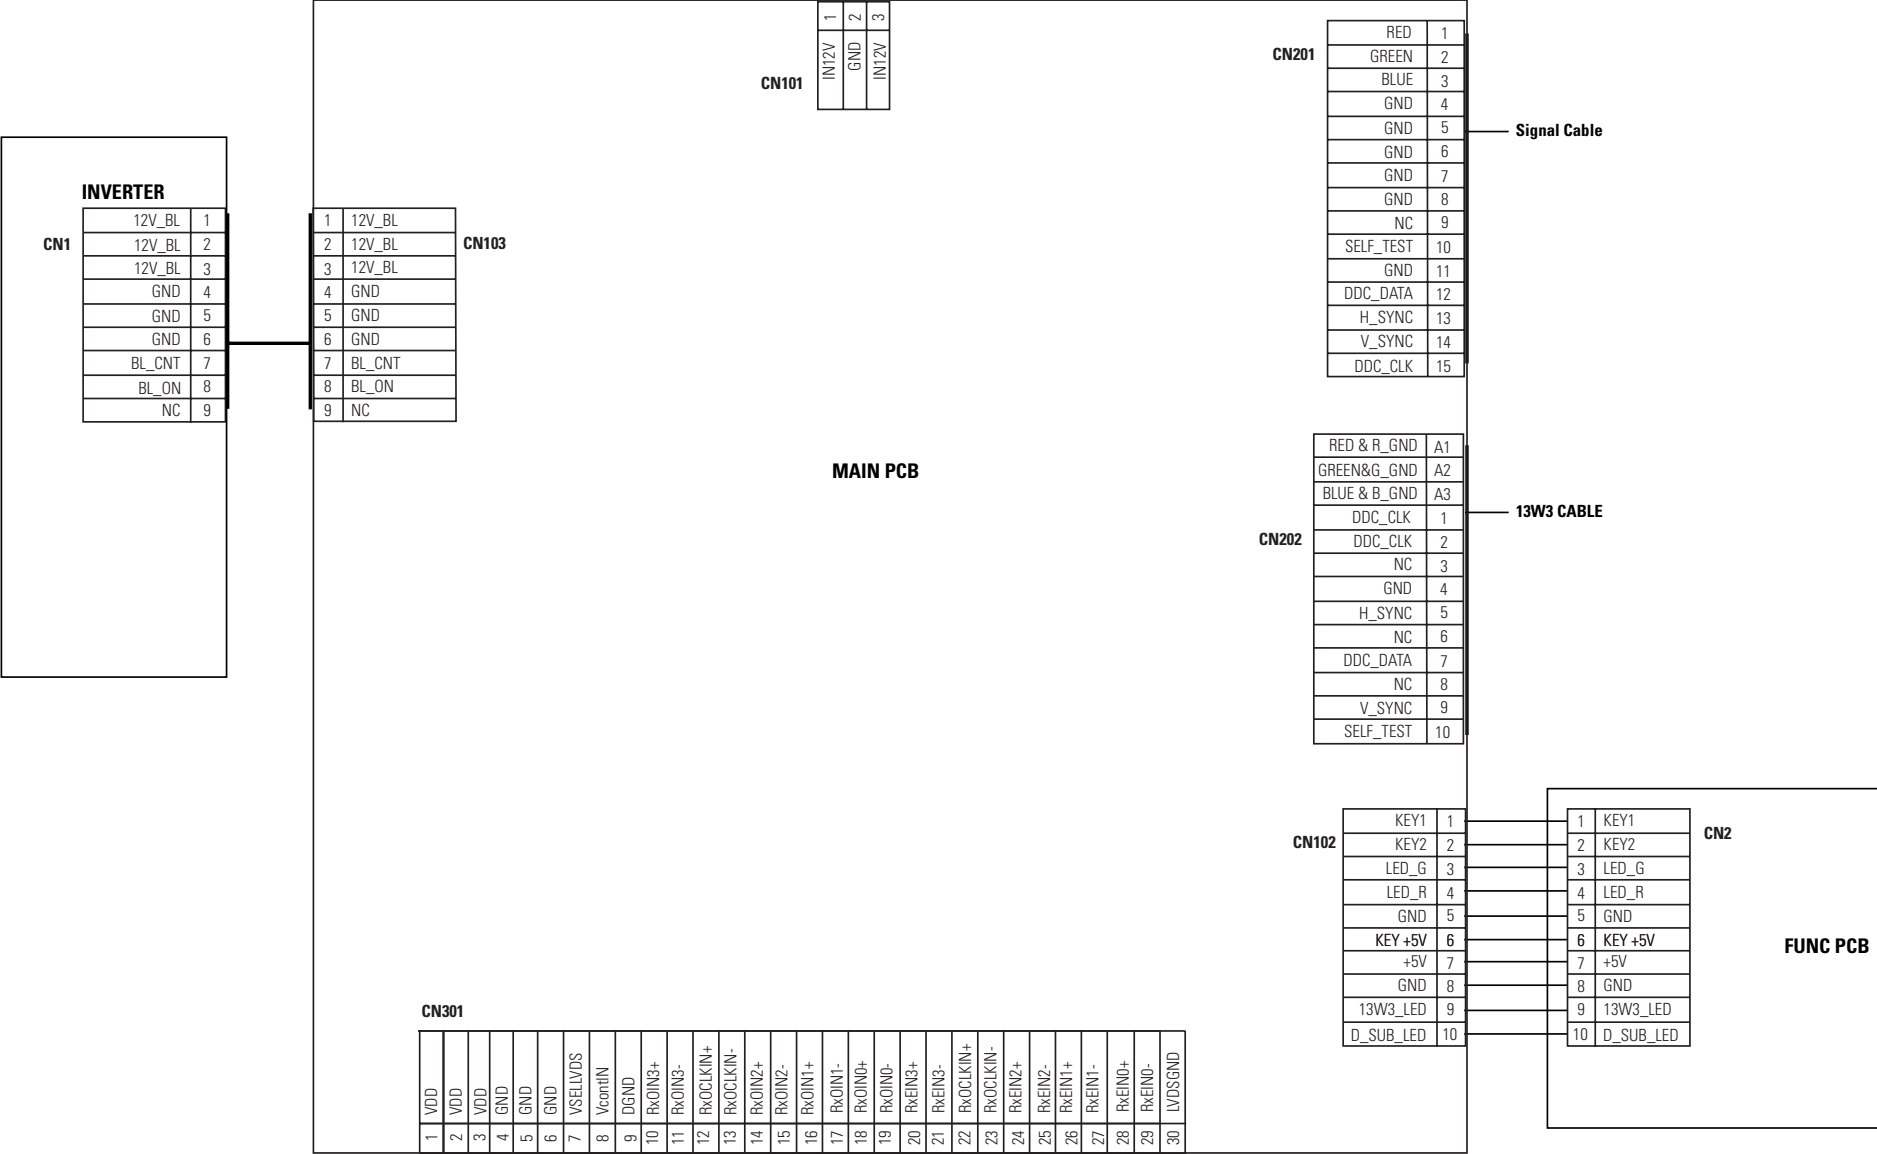 1 2 3
IN12V GND IN12V
CN101
CN201
RED 1
GREEN 2
BLUE 3
GND 4
GND 5
GND 6
GND 7
GND 8
NC 9
SELF_TEST 10
GND 11
DDC_DATA 12
H_SYNC 13
V_SYNC 14
DDC_CLK 15
Signal Cable
INVERTER
CN1
12V_BL 1
12V_BL 2
12V_BL 3
GND 4
GND 5
GND 6
BL_CNT 7
BL_ON 8
NC 9
1 12V_BL
2 12V_BL
3 12V_BL
4 GND
5 GND
6 GND
7 BL_CNT
8 BL_ON
9 NC
CN103
MAIN PCB
CN202
RED & R_GND A1
GREEN&G_GND A2
BLUE & B_GND A3
DDC_CLK 1
DDC_CLK 2
NC 3
GND 4
H_SYNC 5
NC 6
DDC_DATA 7
NC 8
V_SYNC 9
SELF_TEST 10
13W3 CABLE
CN102
KEY1 1
KEY2 2
LED_G 3
LED_R 4
GND 5
KEY +5V 6
+5V 7
GND 8
13W3_LED 9
D_SUB_LED 10
1 KEY1
2 KEY2
3 LED_G
4 LED_R
5 GND
6 KEY +5V
7 +5V
8 GND
9 13W3_LED
10 D_SUB_LED
CN2
FUNC PCB
CN301
1 VDD
2 VDD
3 VDD
4 GND
5 GND
6 GND
7 VSELLVDS
8 VcontIN
9 DGND
10 RxOIN3+
11 RxOIN3-
12 RxOCLKIN+
13 RxOCLKIN-
14 RxOIN2+
15 RxOIN2-
16 RxOIN1+
17 RxOIN1-
18 RxOIN0+
19 RxOIN0-
20 RxEIN3+
21 RxEIN3-
22 RxOCLKIN+
23 RxOCLKIN-
24 RxEIN2+
25 RxEIN2-
26 RxEIN1+
27 RxEIN1-
28 RxEIN0+
29 RxEIN0-
30 LVDSGND